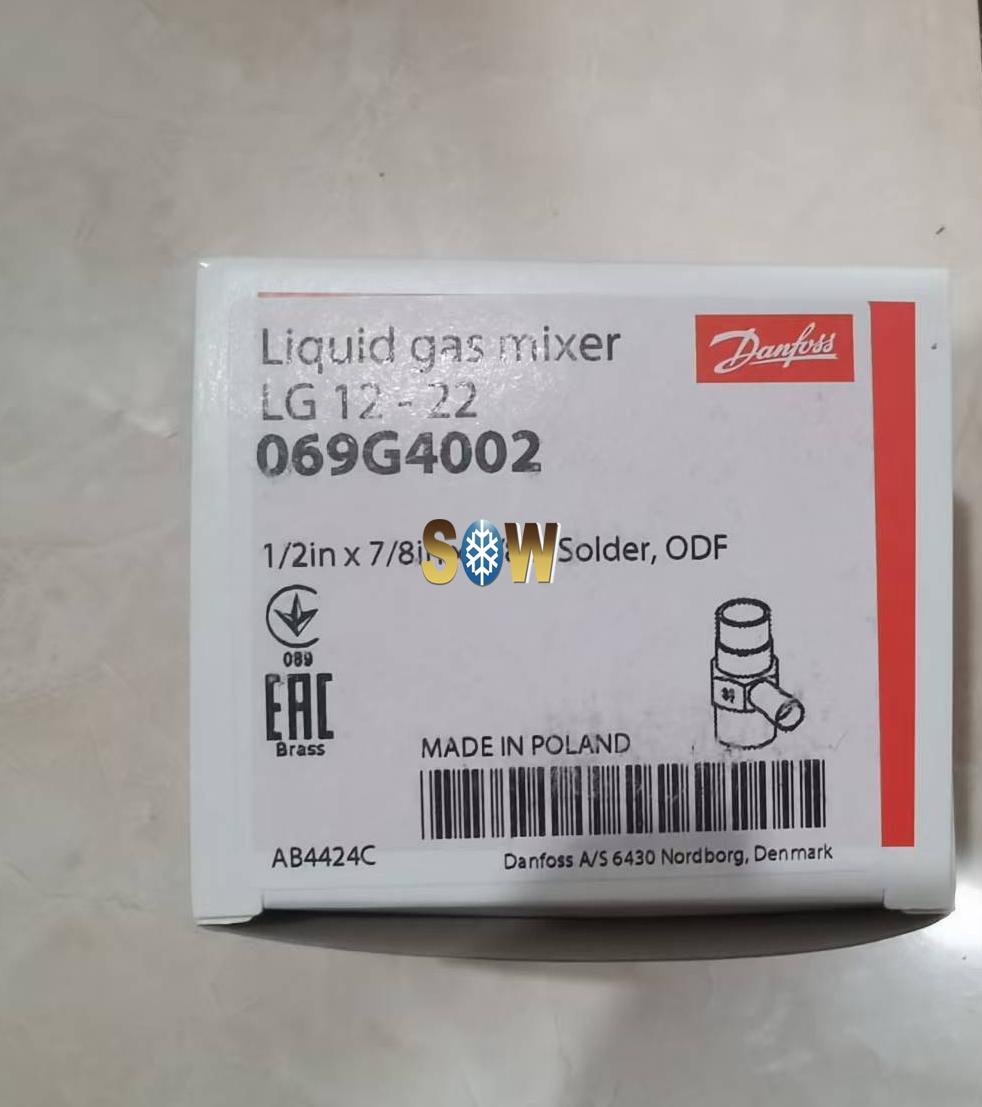 Liquid gas mixer
Danfoss
LG 12 - 22
069G4002
1/2in x 7/8in x Solder, ODF
SOW
089
EAC
Brass
MADE IN POLAND
AB4424C
Danfoss A/S 6430 Nordborg, Denmark